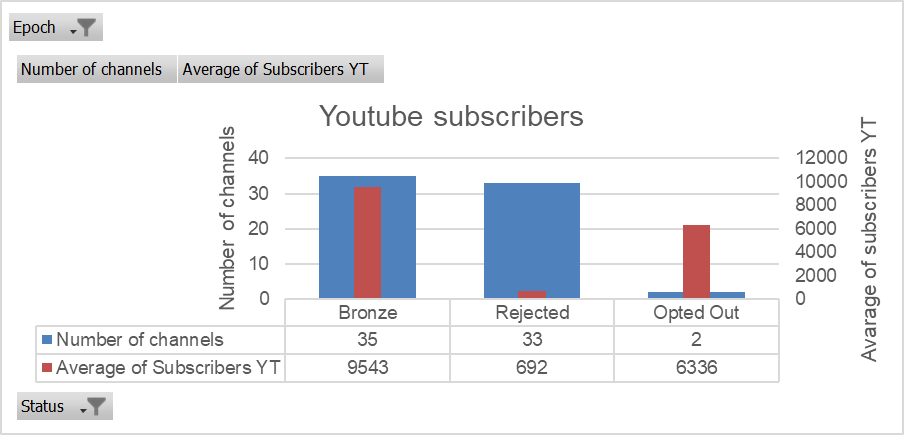 Epoch
Number of channels Average of Subscribers YT
Youtube subscribers
Number of channels
40
30
20
10
0
Avarage of subscribers YT
12000
10000
8000
6000
4000
2000
0
Bronze Rejected Opted Out
Number of channels 35 33 2
Average of Subscribers YT 9543 692 6336
Status